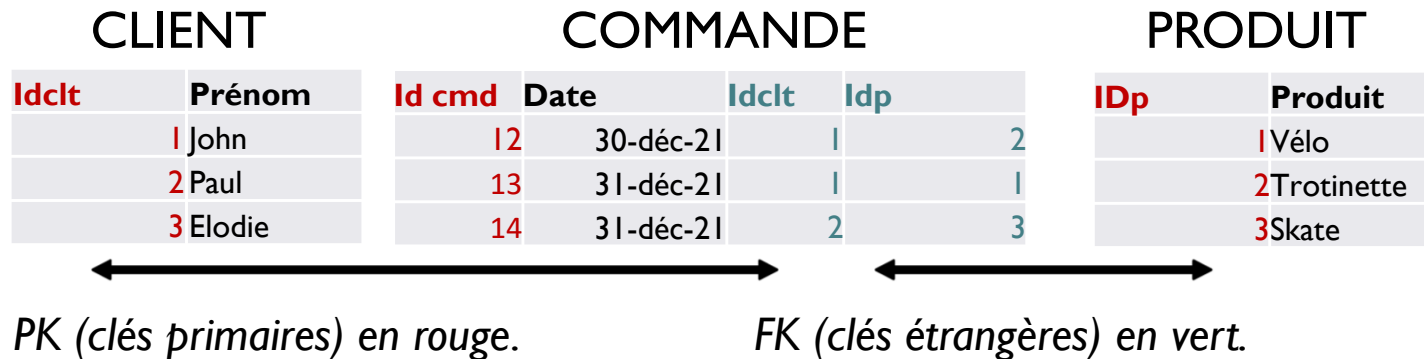 CLIENT COMMANDE PRODUIT
Idclt Prénom Id cmd Date Idclt Idp IDp Produit
1 John 12 30-déc-21 1 2 1 Vélo
2 Paul 13 31-déc-21 1 1 2 Trotinette
3 Elodie 14 31-déc-21 2 3 3 Skate
PK (clés primaires) en rouge. FK (clés étrangères) en vert.